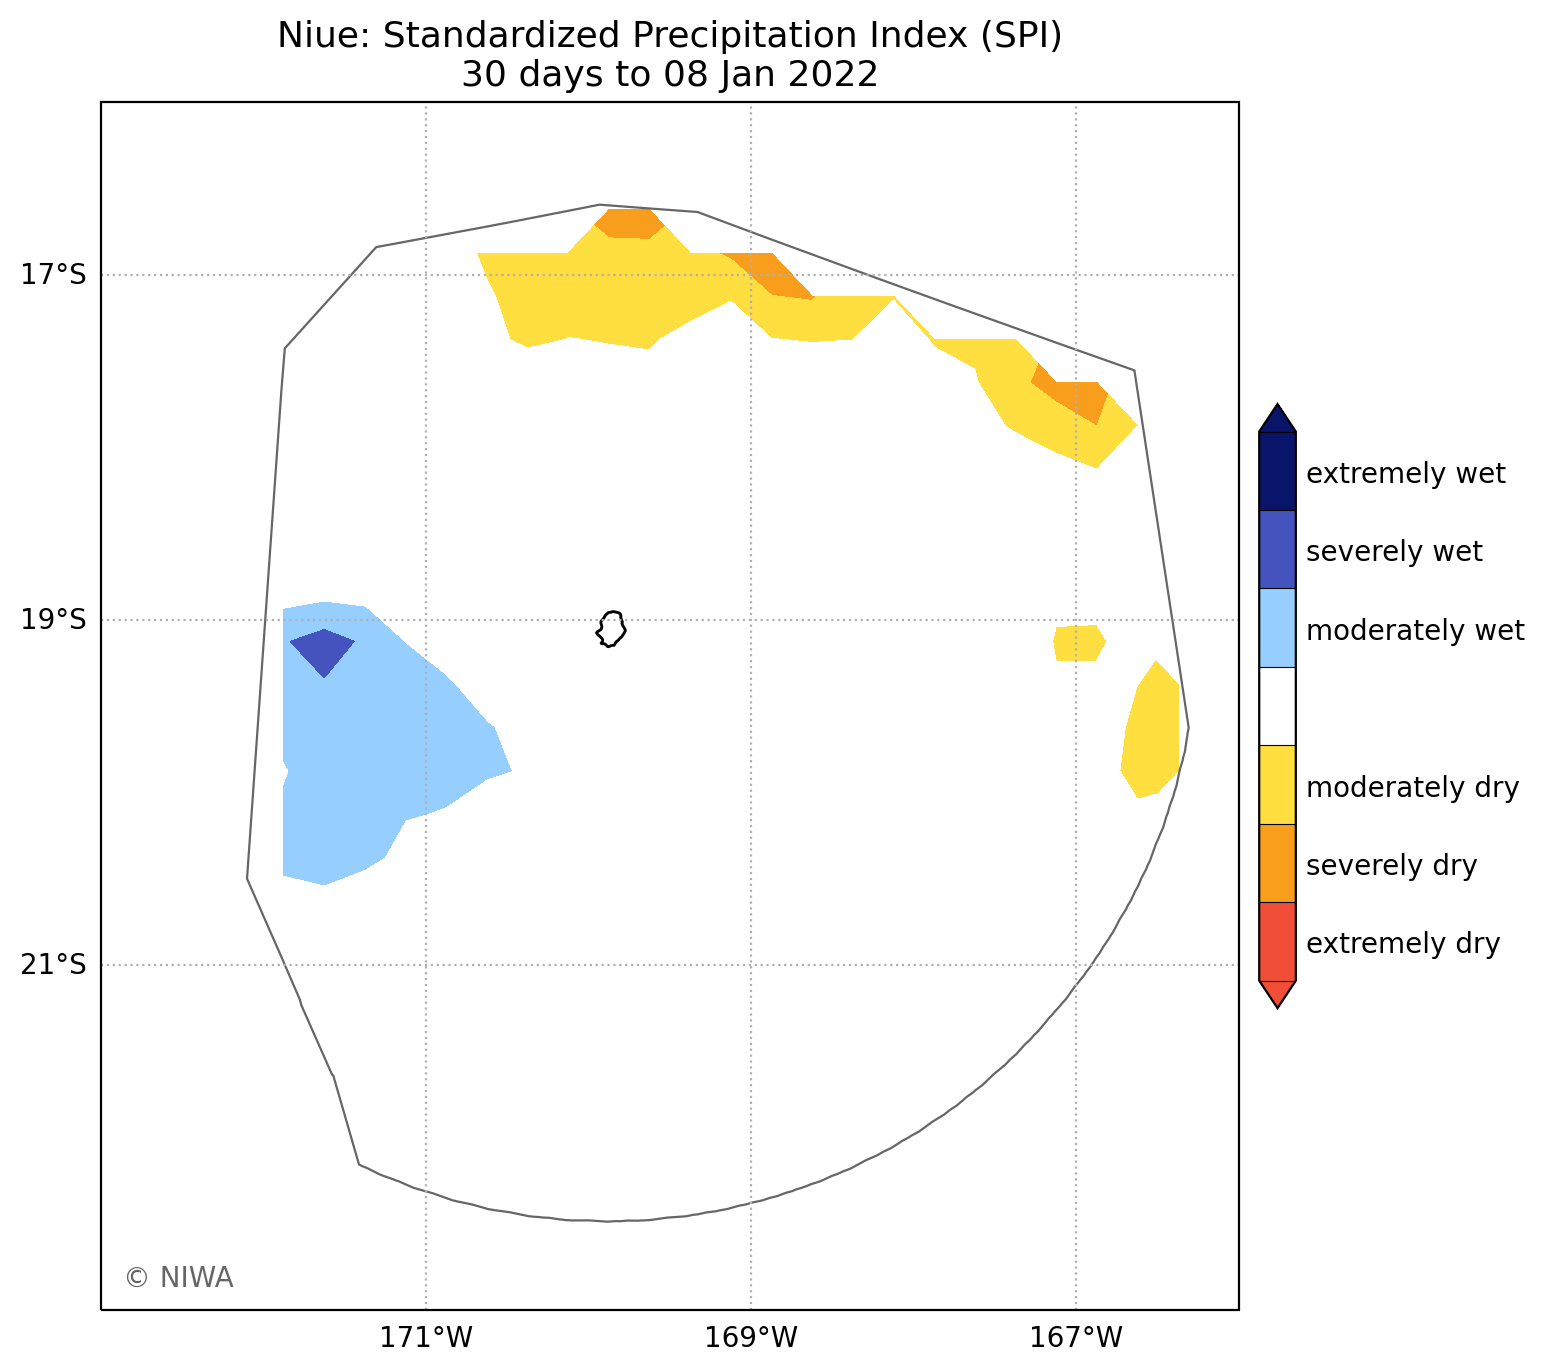 Niue: Standardized Precipitation Index (SPI)
30 days to 08 Jan 2022
17°S
19°S
21°S
171°W
169°W
167°W
extremely wet
severely wet
moderately wet
moderately dry
severely dry
extremely dry
© NIWA